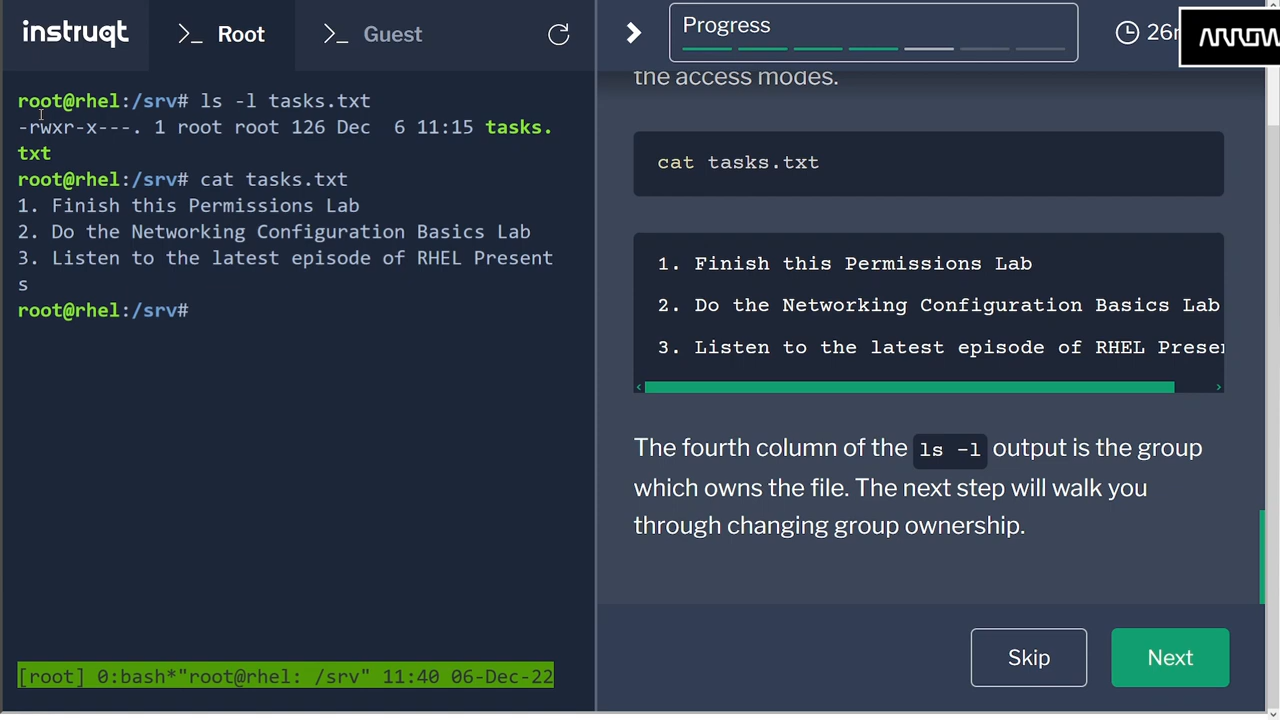 instruqt
>_ Root
>_ Guest
Progress
the access modes.
root@rhel:/srv# ls -l tasks.txt
-rwxr-x---. 1 root root 126 Dec  6 11:15 tasks.
txt
root@rhel:/srv# cat tasks.txt
1. Finish this Permissions Lab
2. Do the Networking Configuration Basics Lab
3. Listen to the latest episode of RHEL Present
s
root@rhel:/srv#
[root] 0:bash*"root@rhel: /srv" 11:40 06-Dec-22
cat tasks.txt
1. Finish this Permissions Lab
2. Do the Networking Configuration Basics Lab
3. Listen to the latest episode of RHEL
The fourth column of the ls -l output is the group
which owns the file. The next step will walk you
through changing group ownership.
Skip
Next